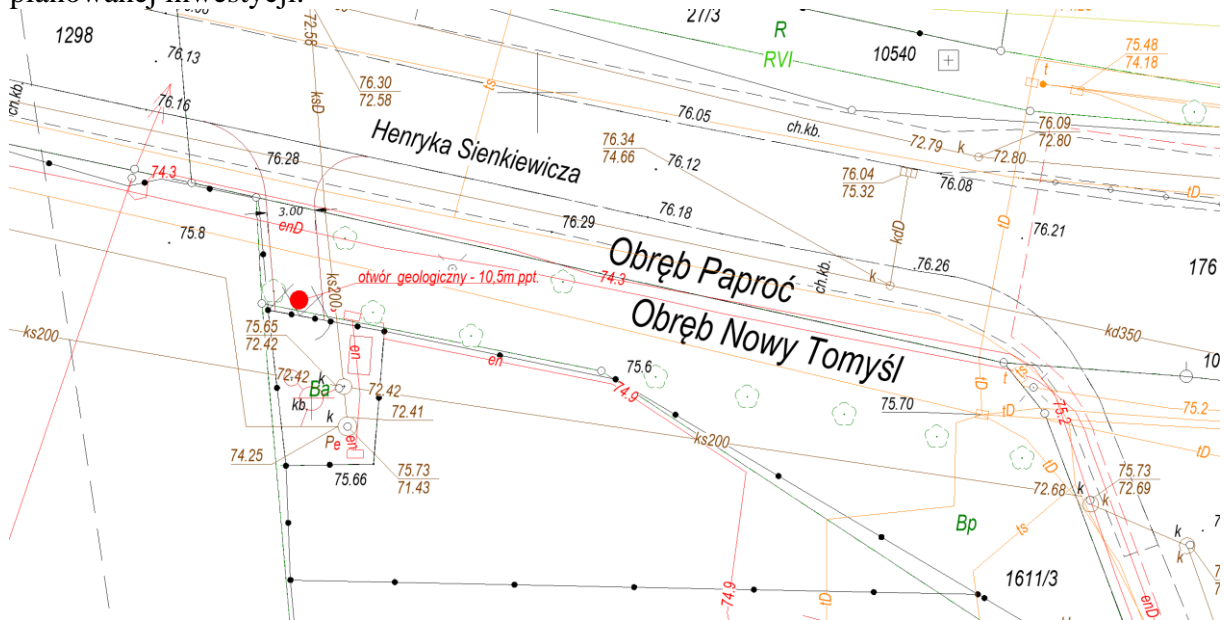 planowanej inwestycji.
1298
76.13
72.58
ksD
76.30
72.58
ts
27/3
R
RVI
10540
t
75.48
74.18
ch.kb.
76.16
76.28
Henryka Sienkiewicza
76.34
74.66
76.05
ch.kb.
76.12
72.79
k
76.09
72.80
72.80
76.04
75.32
76.08
tD
74.3
3.00
enD
75.8
76.29
76.18
kdD
tD
76.21
176
ks200
otwór geologiczny - 10,5m ppt.
74.3
Obręb Paproć
ch.kb.
k
76.26
kd350
ks200
75.65
72.42
en
Obręb Nowy Tomyśl
en
75.6
74.9
72.42
k
Ba
72.42
kb.
k
72.41
Pe
en
74.25
75.73
71.43
75.66
ks200
75.70
tD
tD
t
ts
75.2
75.2
10
tD
tD
72.68
k
k
75.73
72.69
ts
Bp
k
k
1611/3
74.9
tD
enD